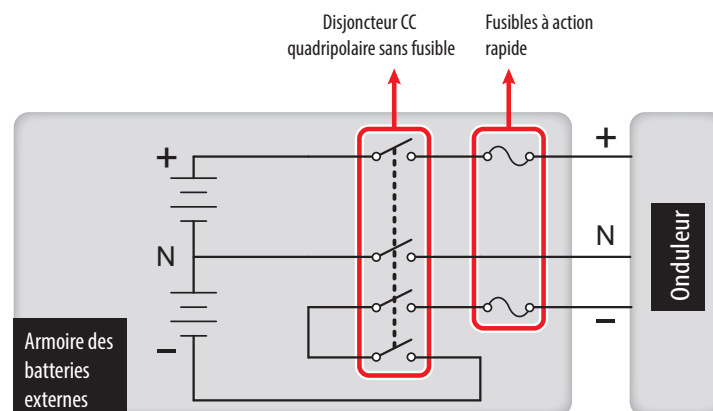 Disjoncteur CC
quadripolaire sans fusible
Fusibles à action
rapide
+
+
N
N
Onduleur
−
−
Armoire des
batteries
externes